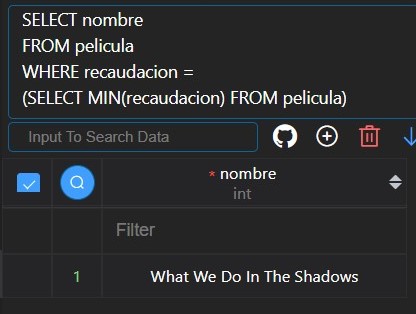 SELECT nombre
FROM pelicula
WHERE recaudacion =
(SELECT MIN(recaudacion) FROM pelicula)
Input To Search Data
* nombre
int
Filter
1 What We Do In The Shadows